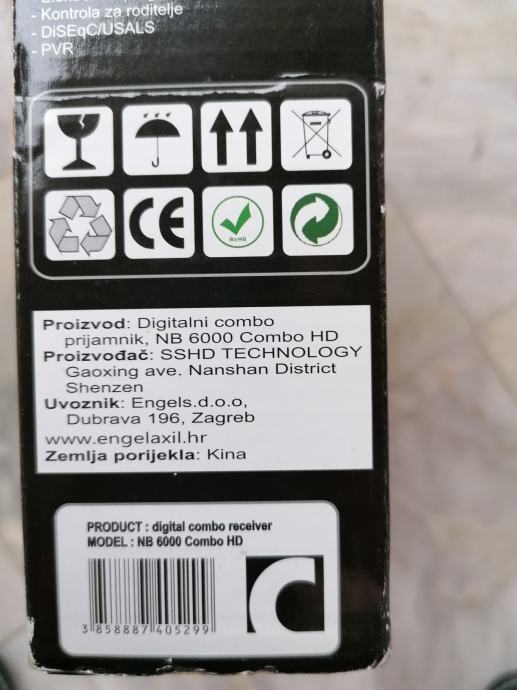 - Kontrola za roditelje
- DiSEqC/USALS
- PVR
CE
RoHS
Proizvod: Digitalni combo
prijamnik, NB 6000 Combo HD
Proizvođač: SSHD TECHNOLOGY
Gaoxing ave. Nanshan District
Shenzen
Uvoznik: Engels.d.o.o,
Dubrava 196, Zagreb
www.engelaxil.hr
Zemlja porijekla: Kina
PRODUCT : digital combo receiver
MODEL : NB 6000 Combo HD
3 858887 405299